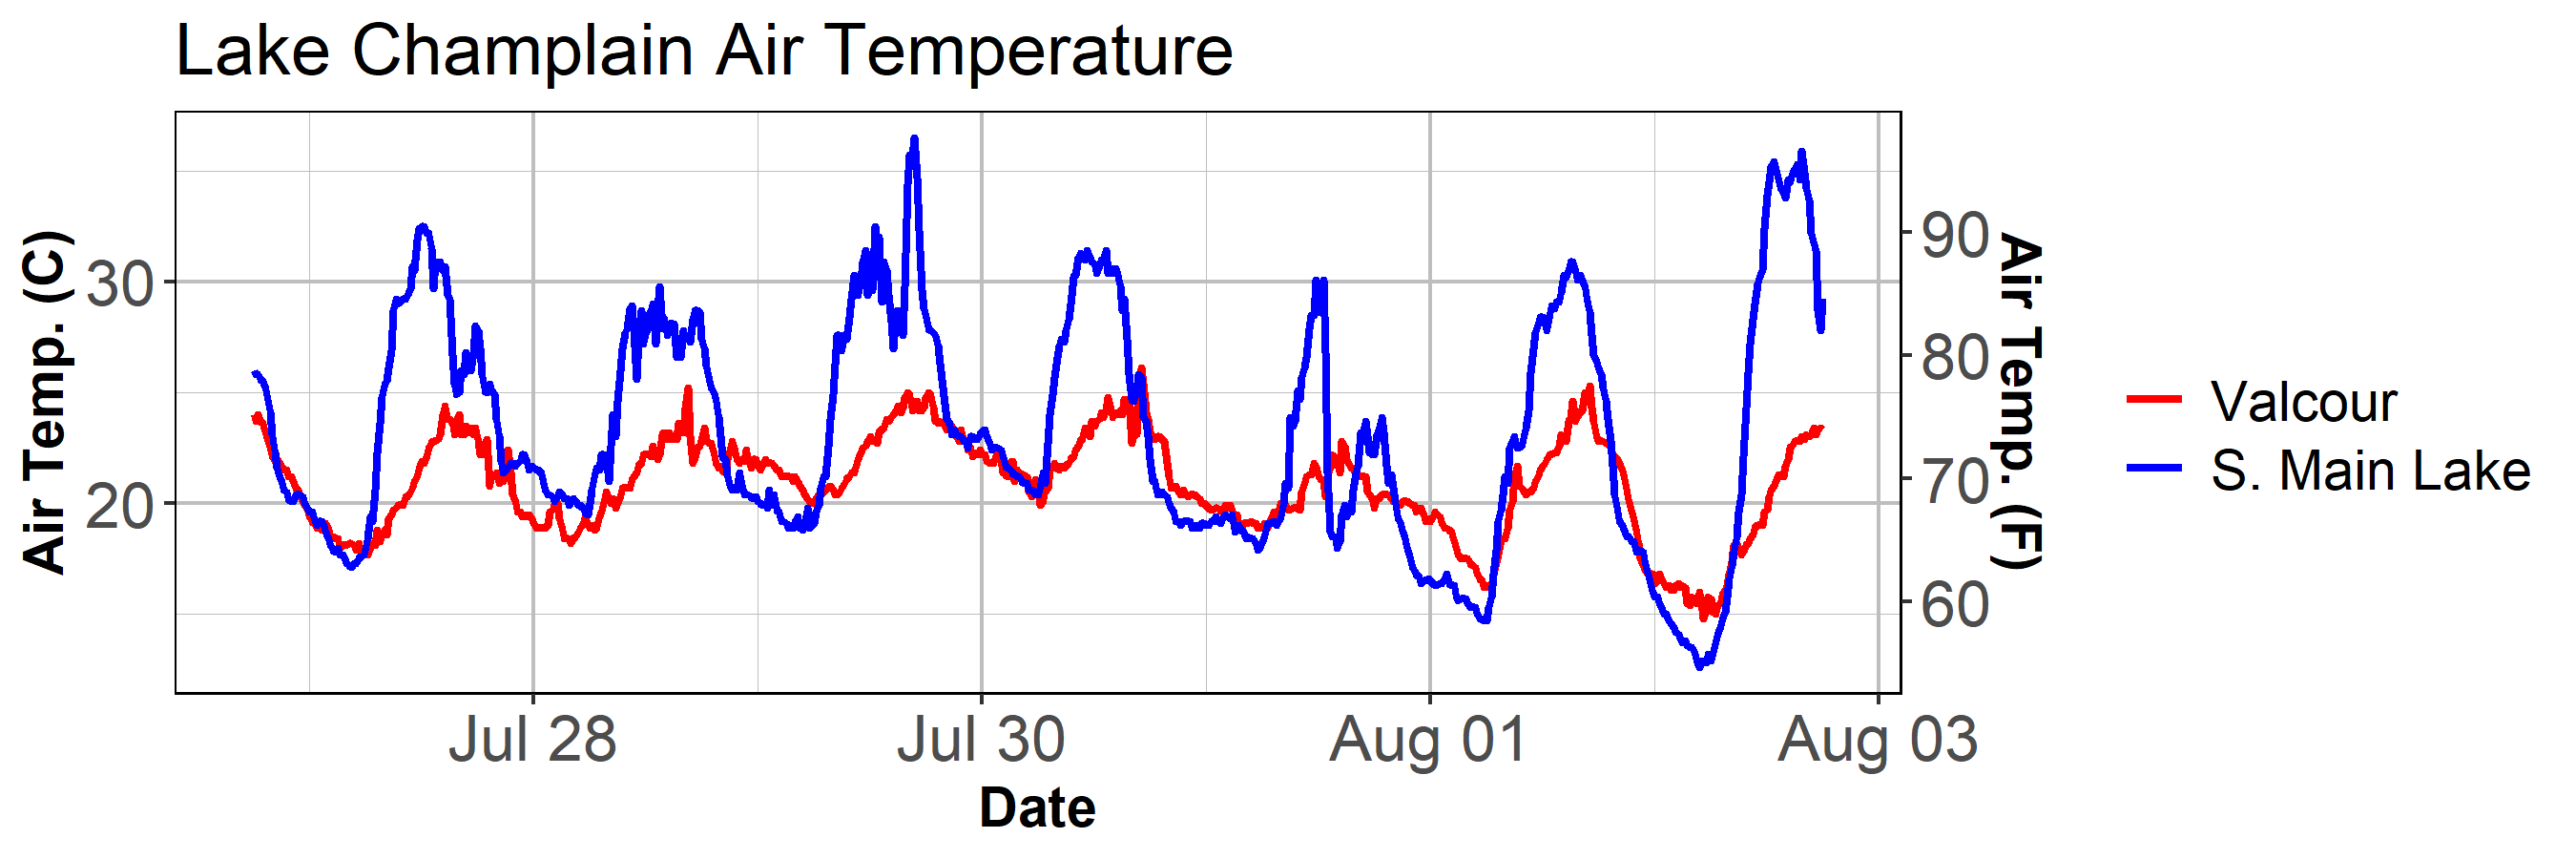 Lake Champlain Air Temperature
Air Temp. (C)
30
20
90
80
70
60
Air Temp. (F)
Jul 28
Jul 30
Aug 01
Aug 03
Date
Valcour
S. Main Lake